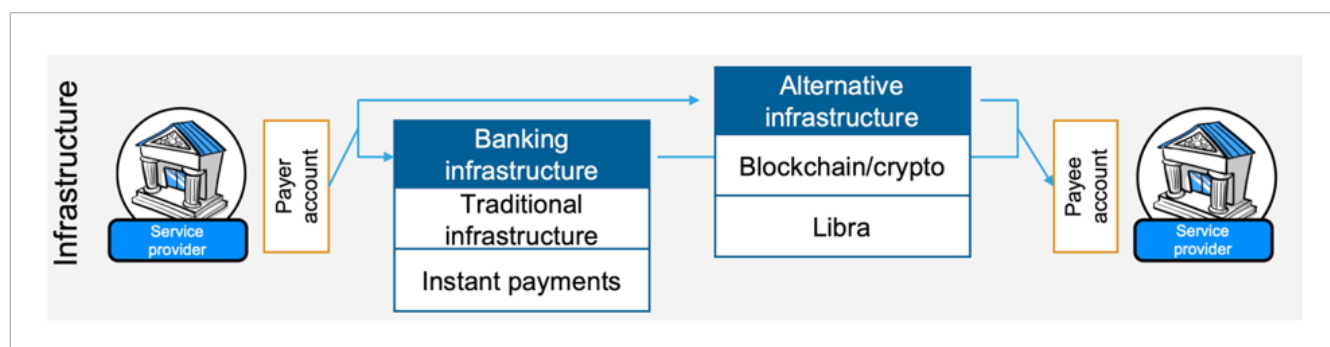 Infrastructure
Service
provider
Payer
account
Banking
infrastructure
Traditional
infrastructure
Instant payments
Alternative
infrastructure
Blockchain/crypto
Libra
Payee
account
Service
provider